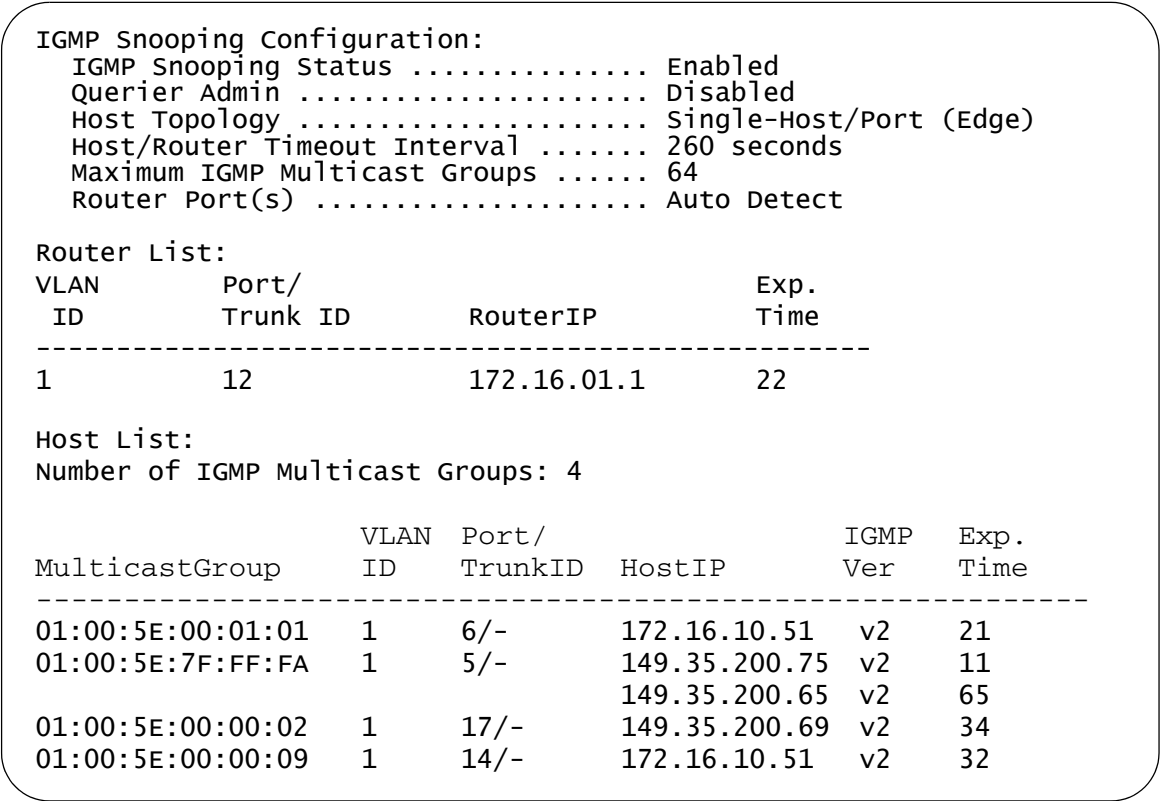 IGMP Snooping Configuration:
IGMP Snooping Status ............... Enabled
Querier Admin ...................... Disabled
Host Topology ...................... Single-Host/Port (Edge)
Host/Router Timeout Interval ....... 260 seconds
Maximum IGMP Multicast Groups ...... 64
Router Port(s) ..................... Auto Detect
Router List:
VLAN Port/ Exp.
ID Trunk ID RouterIP Time
----------------------------------------------------
1 12 172.16.01.1 22
Host List:
Number of IGMP Multicast Groups: 4
VLAN Port/ IGMP Exp.
MulticastGroup ID TrunkID HostIP Ver Time
------------------------------------------------------------
01:00:5E:00:01:01 1 6/- 172.16.10.51 v2 21
01:00:5E:7F:FF:FA 1 5/- 149.35.200.75 v2 11
149.35.200.65 v2 65
01:00:5E:00:00:02 1 17/- 149.35.200.69 v2 34
01:00:5E:00:00:09 1 14/- 172.16.10.51 v2 32